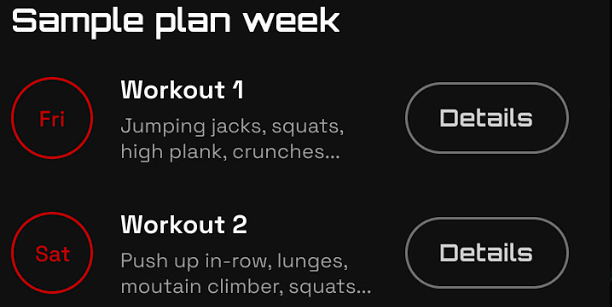 Sample plan week
Fri
Workout 1
Jumping jacks, squats,
high plank, crunches...
Details
Sat
Workout 2
Push up in-row, lunges,
moutain climber, squats...
Details